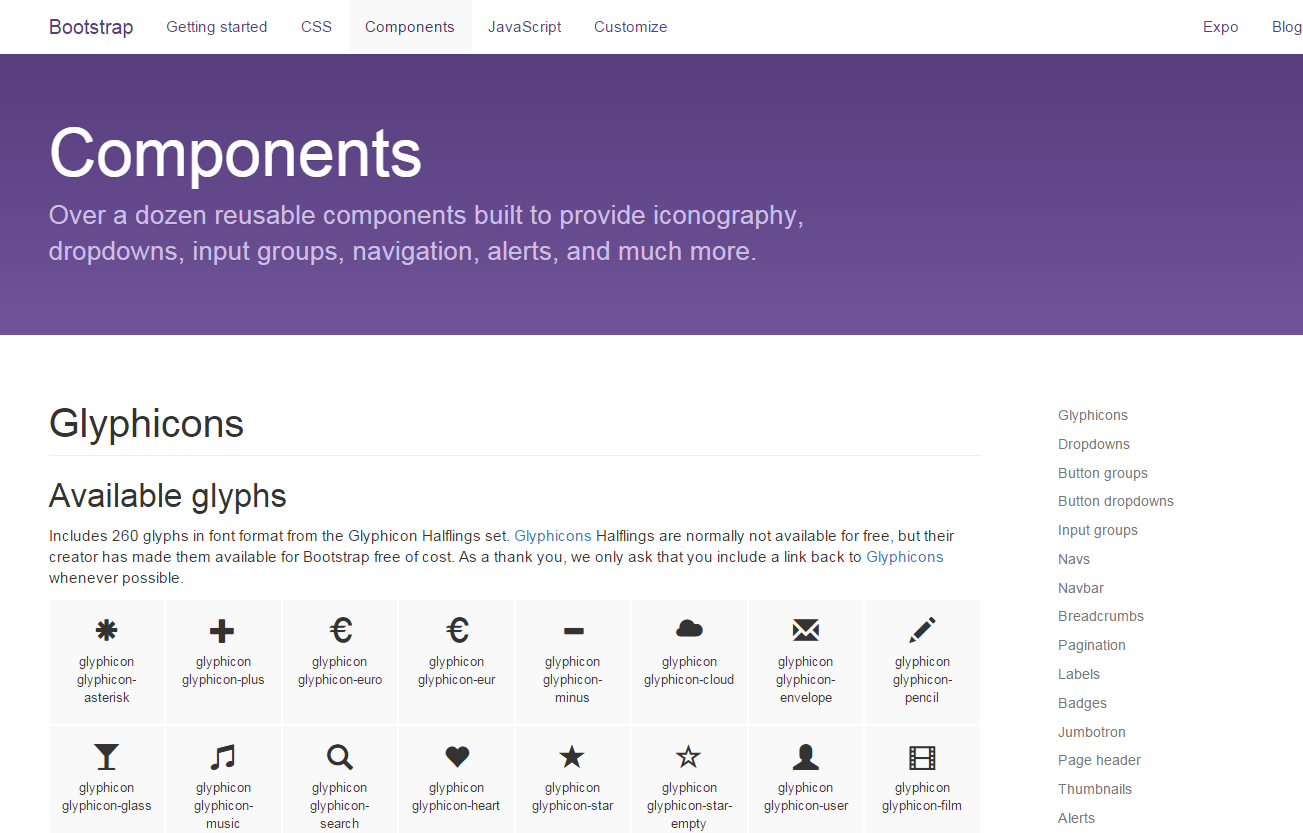 Bootstrap Getting started CSS Components JavaScript Customize Expo Blog
Components
Over a dozen reusable components built to provide iconography,
dropdowns, input groups, navigation, alerts, and much more.
Glyphicons
Available glyphs
Includes 260 glyphs in font format from the Glyphicon Halflings set. Glyphicons Halflings are normally not available for free, but their
creator has made them available for Bootstrap free of cost. As a thank you, we only ask that you include a link back to Glyphicons
whenever possible.
glyphicon
glyphicon-
asterisk
glyphicon
glyphicon-plus
glyphicon
glyphicon-euro
glyphicon
glyphicon-eur
glyphicon
glyphicon-
minus
glyphicon
glyphicon-cloud
glyphicon
glyphicon-
envelope
glyphicon
glyphicon-
pencil
glyphicon
glyphicon-glass
glyphicon
glyphicon-
music
glyphicon
glyphicon-
search
glyphicon
glyphicon-heart
glyphicon
glyphicon-star
glyphicon
glyphicon-star-
empty
glyphicon
glyphicon-user
glyphicon
glyphicon-film
Glyphicons
Dropdowns
Button groups
Button dropdowns
Input groups
Navs
Navbar
Breadcrumbs
Pagination
Labels
Badges
Jumbotron
Page header
Thumbnails
Alerts